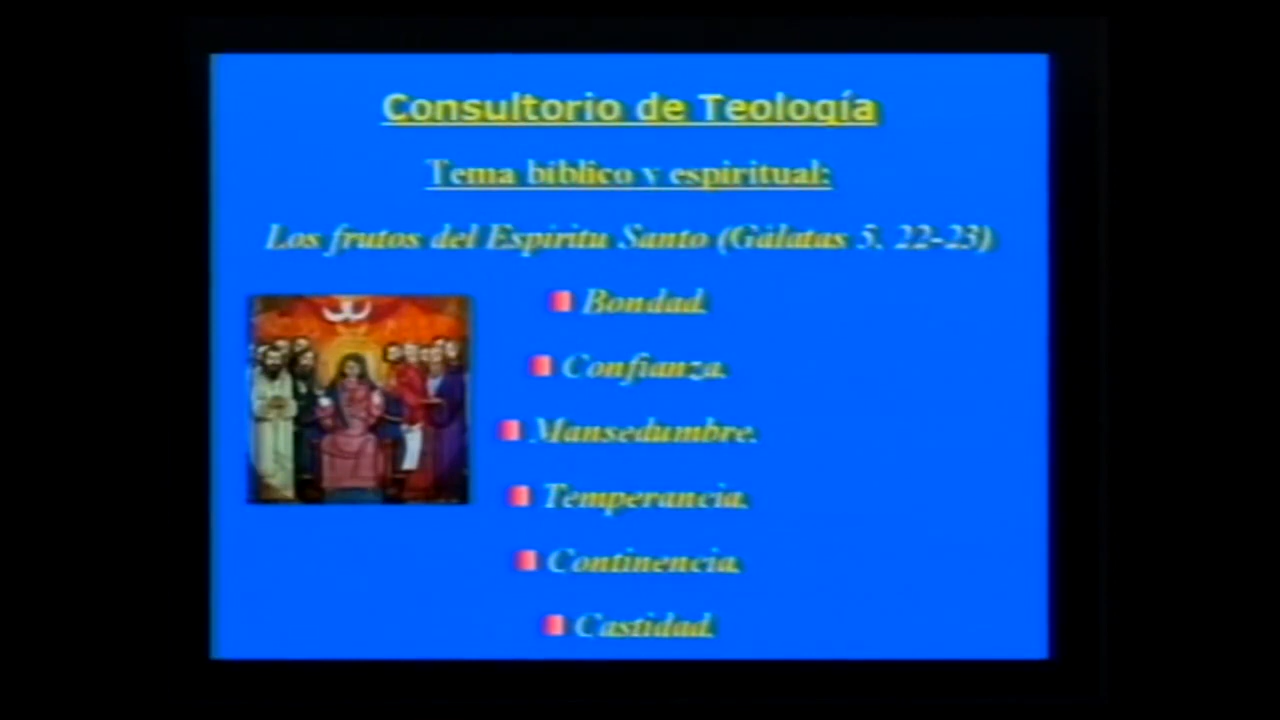 Consultorio de Teología
Tema bíblico y espiritual:
Los frutos del Espíritu Santo (Gálatas 5, 22-23)
Bondad.
Confianza.
Mansedumbre.
Temperancia.
Continencia.
Castidad.